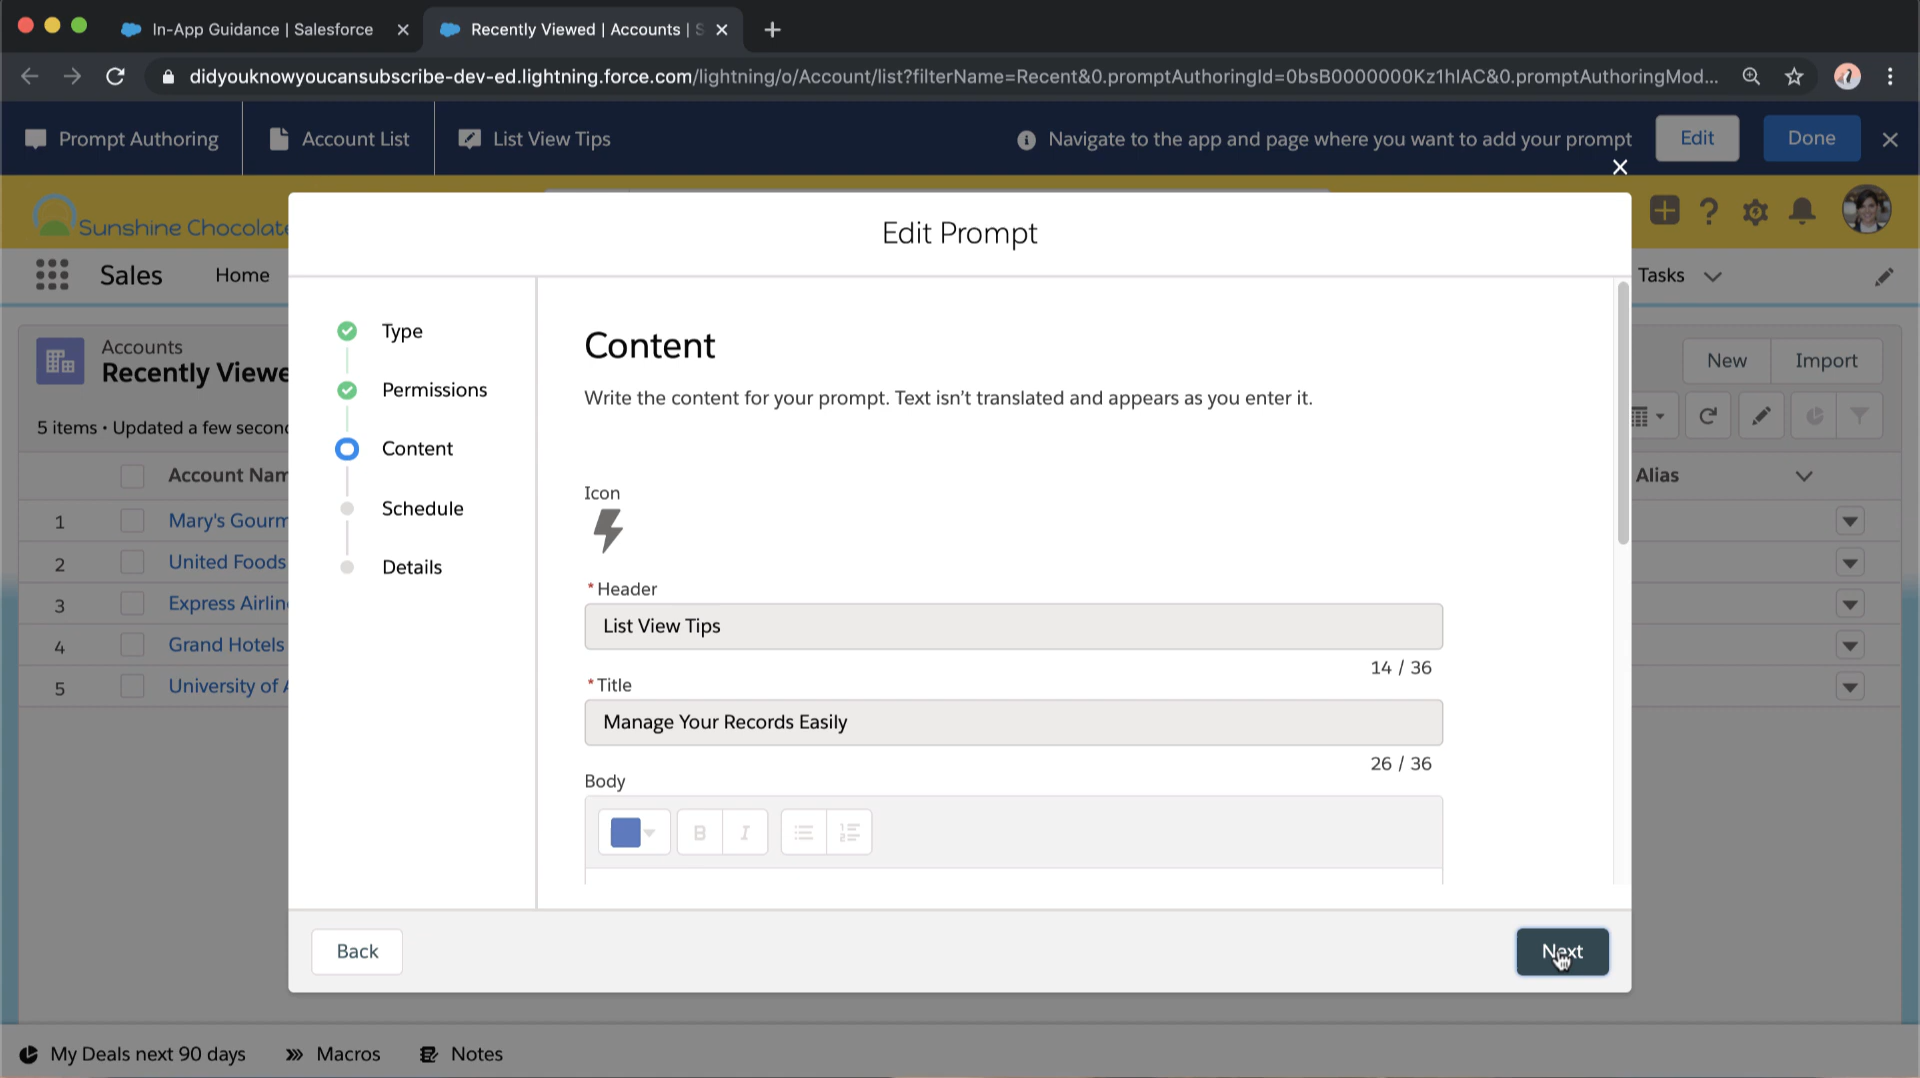 In-App Guidance | Salesforce
Recently Viewed | Accounts | S
didyouknowyoucansubscribe-dev-ed.lightning.force.com/lightning/o/Account/list?filterName=Recent&0.promptAuthoringId=0bsB0000000Kz1hIAC&0.promptAuthoringMod...
Prompt Authoring
Account List
List View Tips
Navigate to the app and page where you want to add your prompt
Edit
Done
Sunshine Chocolate
Edit Prompt
Sales
Home
Tasks
Accounts
Recently Viewe
New
Import
5 items • Updated a few secon
Account Nam
Alias
1
Mary's Gourm
2
United Foods
3
Express Airlin
4
Grand Hotels
5
University of A
Type
Permissions
Content
Schedule
Details
Content
Write the content for your prompt. Text isn't translated and appears as you enter it.
Icon
* Header
List View Tips
14 / 36
* Title
Manage Your Records Easily
26 / 36
Body
B
I
Back
Next
My Deals next 90 days
Macros
Notes